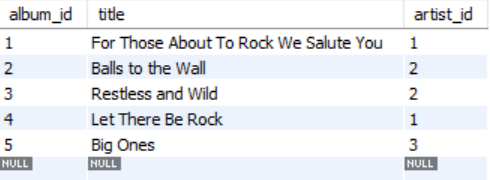 album_id title artist_id
1 For Those About To Rock We Salute You 1
2 Balls to the Wall 2
3 Restless and Wild 2
4 Let There Be Rock 1
5 Big Ones 3
NULL NULL NULL